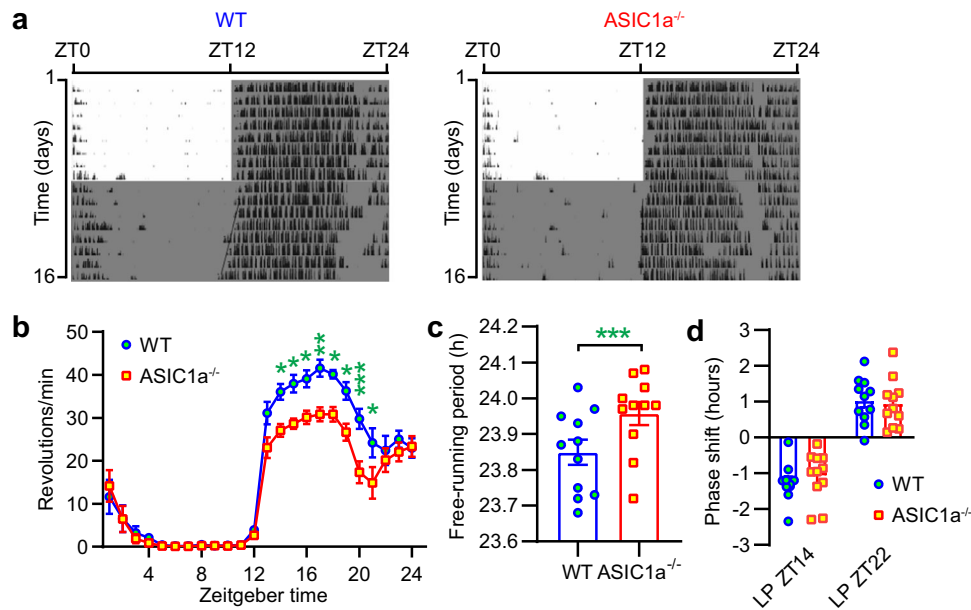 a
WT
ASIC1a-/-
ZT0 ZT12 ZT24
ZT0 ZT12 ZT24
1
Time (days)
16
1
Time (days)
16
b
Revolutions/min
50
40
30
20
10
0
WT
ASIC1a-/-
* * * ** * * *** *
4 8 12 16 20 24
Zeitgeber time
c
Free-running period (h)
24.2
24.1
24.0
23.9
23.8
23.7
23.6
***
WT ASIC1a-/-
d
Phase shift (hours)
3
2
1
0
-1
-2
-3
WT
ASIC1a-/-
LP ZT14
LP ZT22